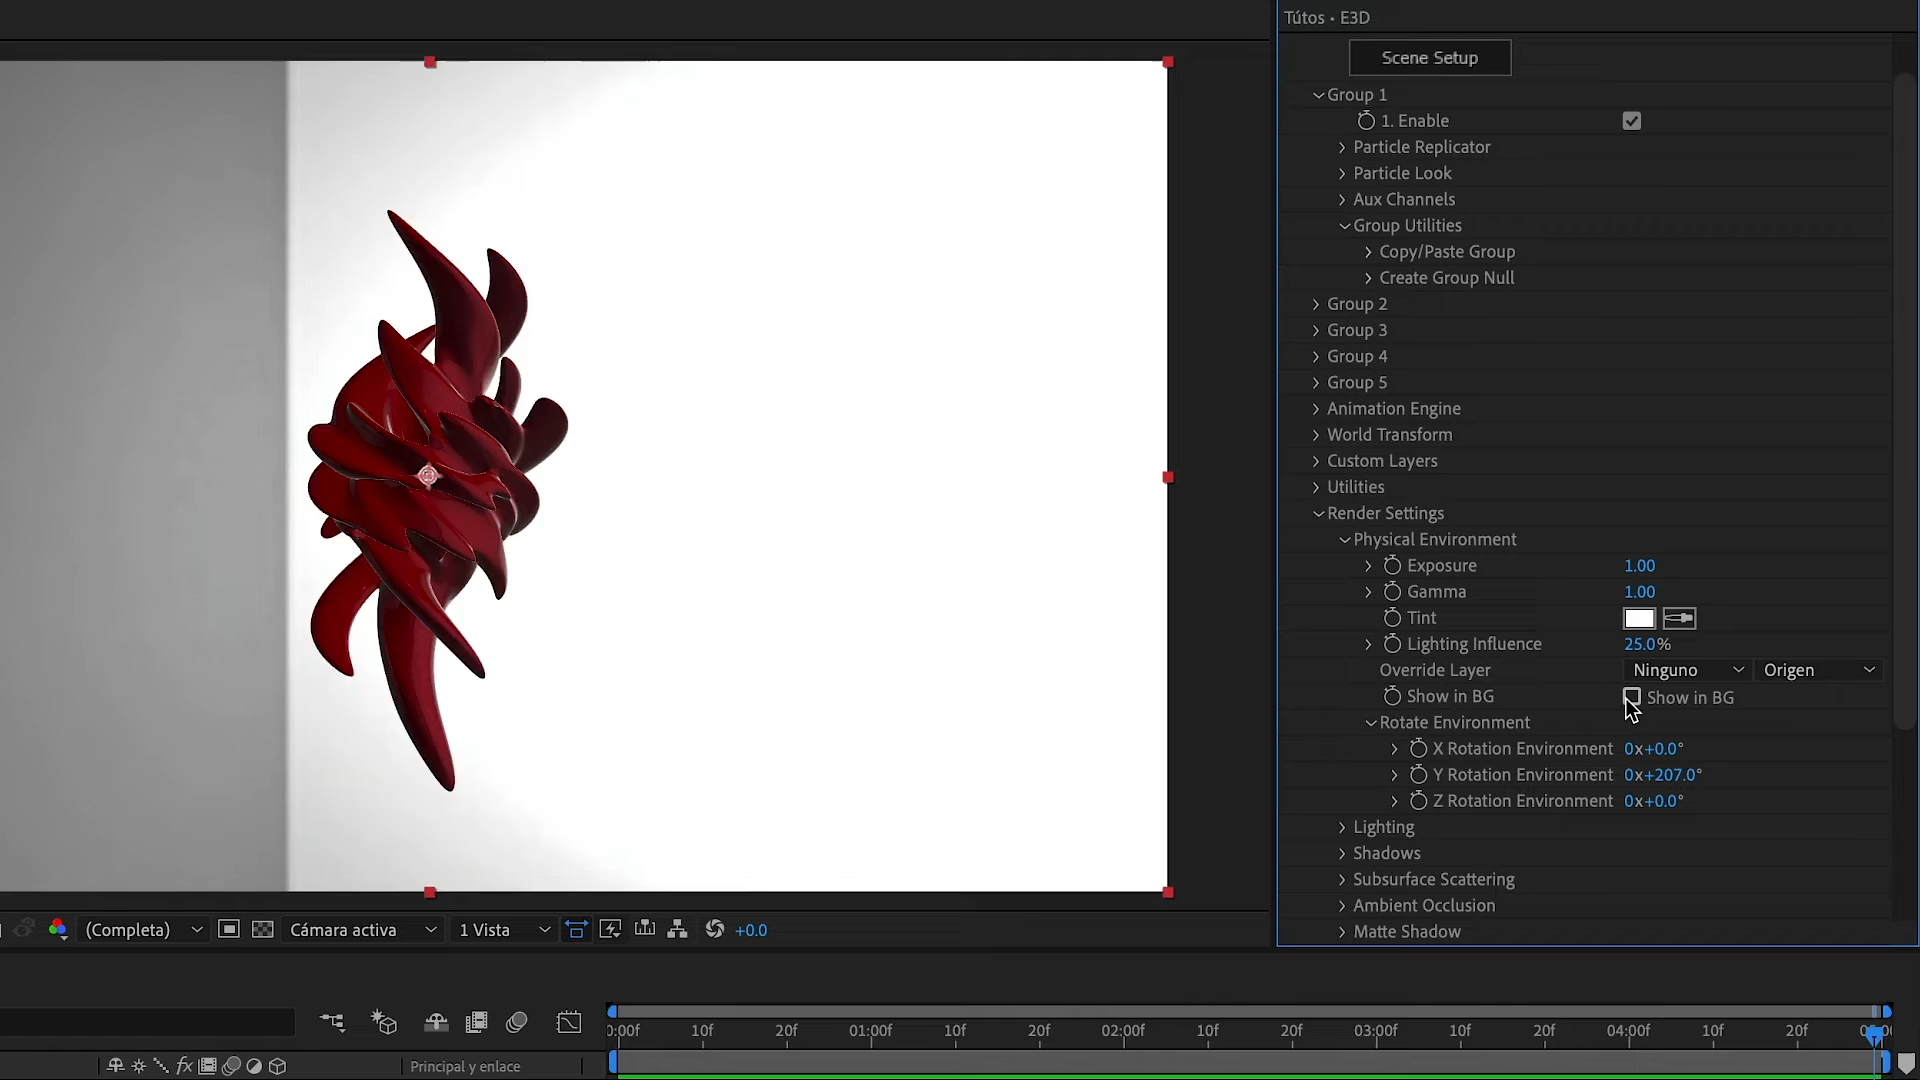 Tútos • E3D
Scene Setup
Group 1
1. Enable
Particle Replicator
Particle Look
Aux Channels
Group Utilities
Copy/Paste Group
Create Group Null
Group 2
Group 3
Group 4
Group 5
Animation Engine
World Transform
Custom Layers
Utilities
Render Settings
Physical Environment
Exposure 1.00
Gamma 1.00
Tint
Lighting Influence 25.0%
Override Layer Ninguno Origen
Show in BG Show in BG
Rotate Environment
X Rotation Environment 0x+0.0°
Y Rotation Environment 0x+207.0°
Z Rotation Environment 0x+0.0°
Lighting
Shadows
Subsurface Scattering
Ambient Occlusion
Matte Shadow
(Completa) Cámara activa 1 Vista +0.0
0:00f 10f 20f 01:00f 10f 20f 02:00f 10f 20f 03:00f 10f 20f 04:00f 10f 20f
fx Principal y enlace